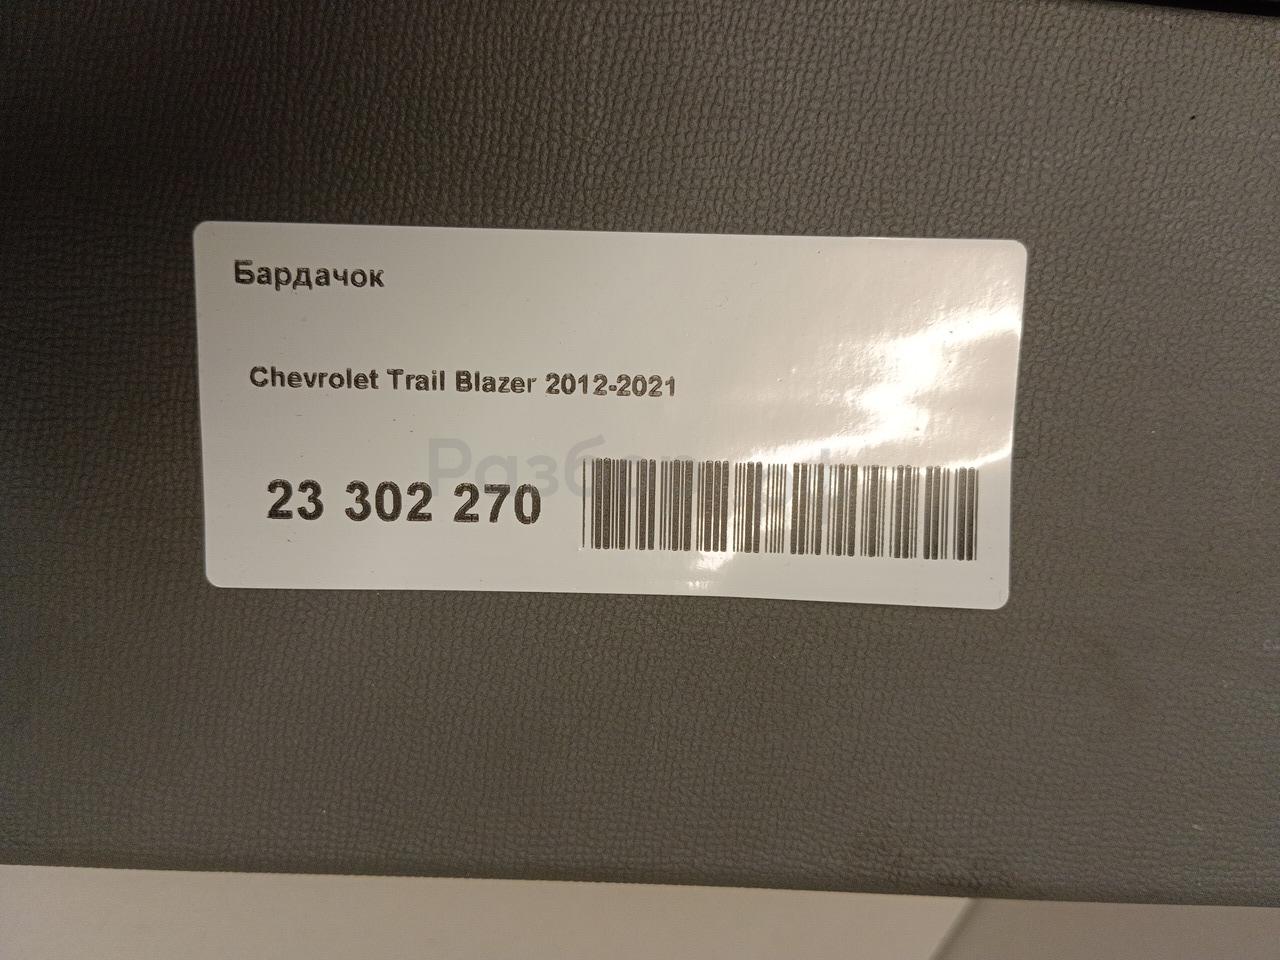 Бардачок
Chevrolet Trail Blazer 2012-2021
23 302 270